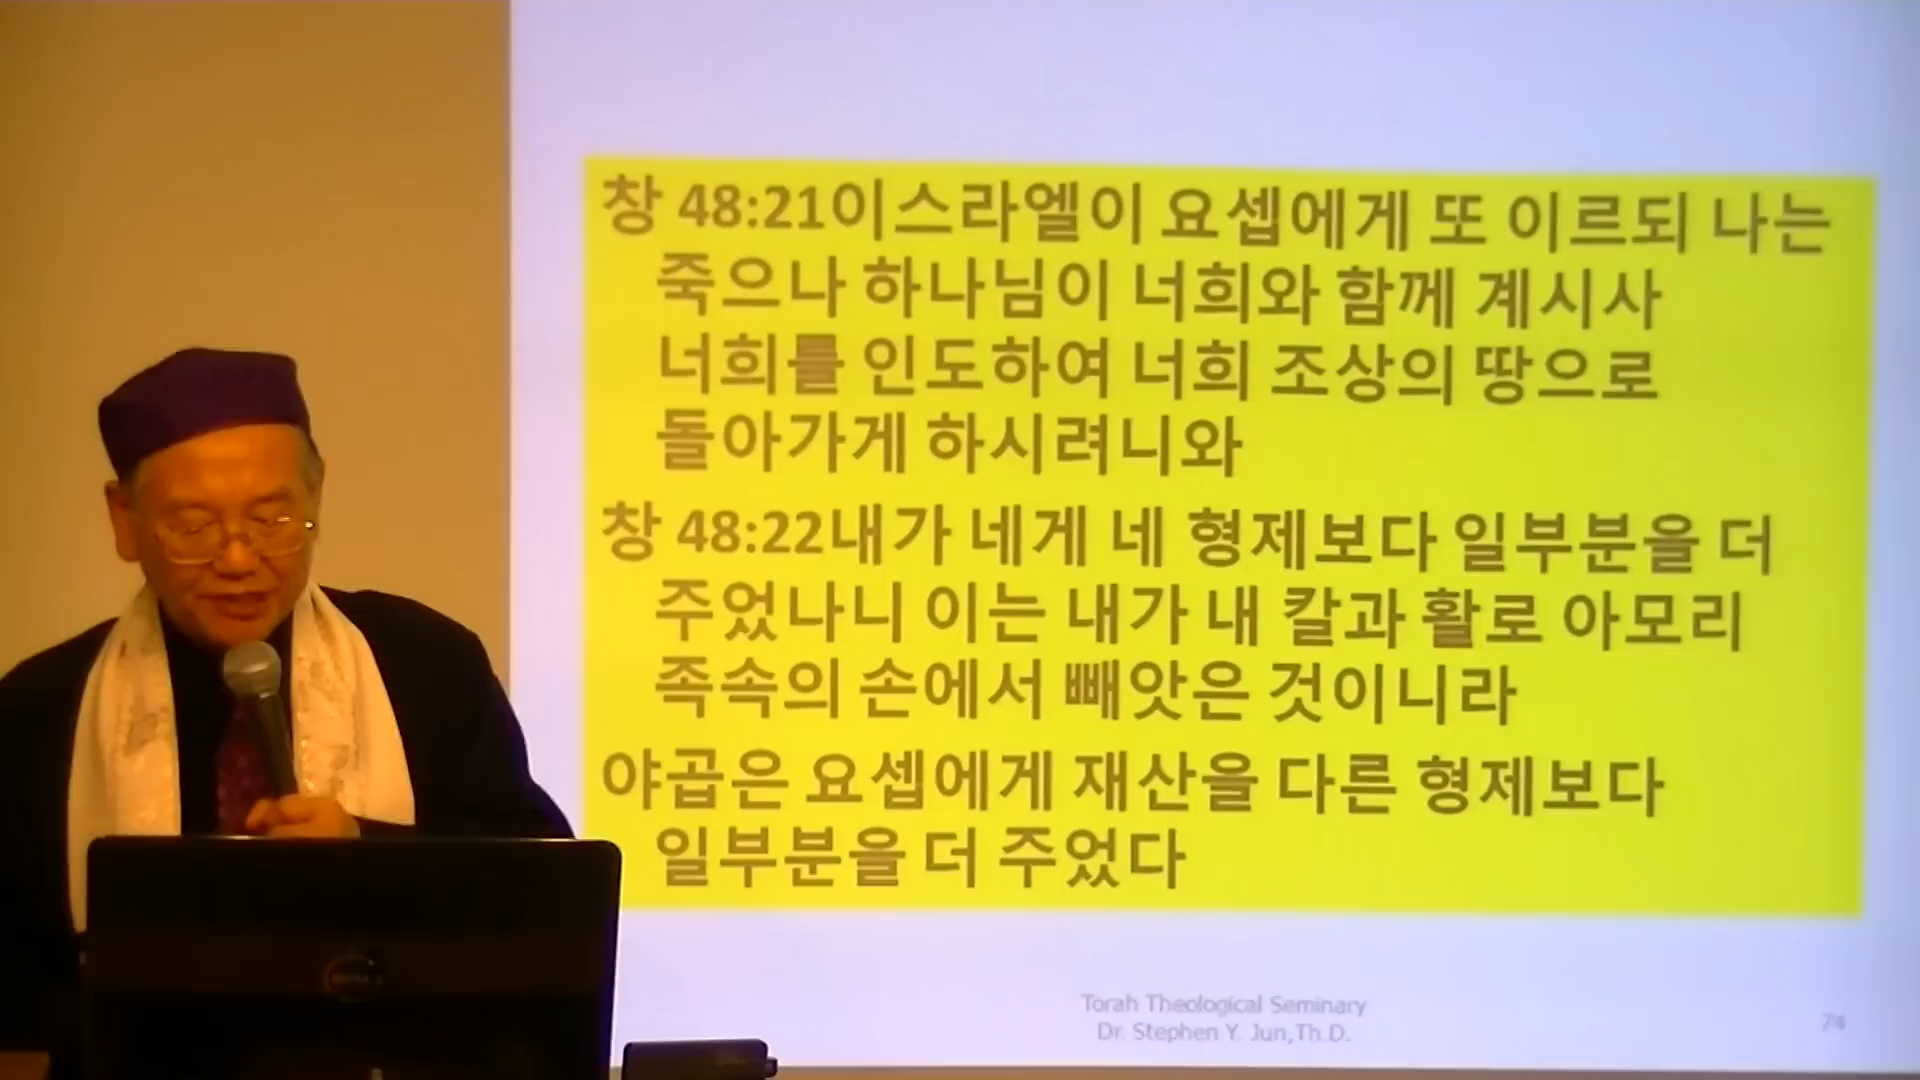 창 48:21이스라엘이 요셉에게 또 이르되 나는
죽으나 하나님이 너희와 함께 계시사
너희를 인도하여 너희 조상의 땅으로
돌아가게 하시려니와
창 48:22내가 네게 네 형제보다 일부분을 더
주었나니 이는 내가 내 칼과 활로 아모리
족속의 손에서 빼앗은 것이니라
야곱은 요셉에게 재산을 다른 형제보다
일부분을 더 주었다
Torah Theological Seminary
Dr. Stephen Y. Jun,Th.D.
74